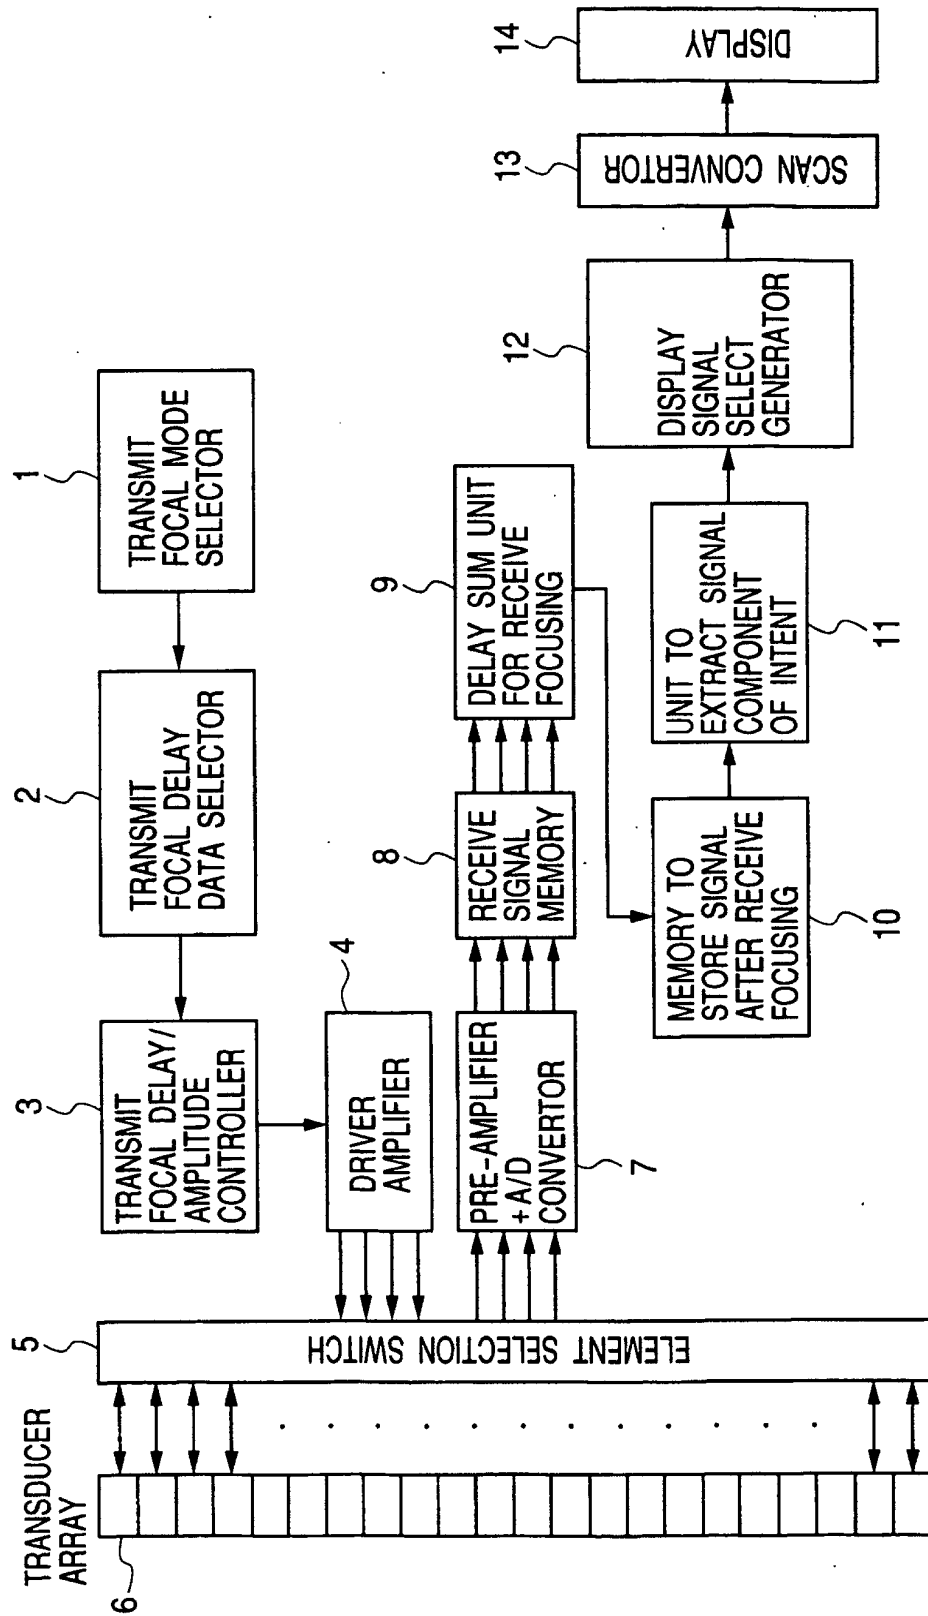 1
TRANSMIT
FOCAL MODE
SELECTOR
2
TRANSMIT
FOCAL DELAY
DATA SELECTOR
3
TRANSMIT
FOCAL DELAY/
AMPLITUDE
CONTROLLER
4
DRIVER
AMPLIFIER
5
ELEMENT SELECTION SWITCH
TRANSDUCER
ARRAY
6
PRE-AMPLIFIER
+A/D
CONVERTOR
7
8
RECEIVE
SIGNAL
MEMORY
9
DELAY SUM UNIT
FOR RECEIVE
FOCUSING
MEMORY TO
STORE SIGNAL
AFTER RECEIVE
FOCUSING
10
UNIT TO
EXTRACT SIGNAL
COMPONENT
OF INTENT
11
12
DISPLAY
SIGNAL
SELECT
GENERATOR
13
SCAN CONVERTOR
14
DISPLAY